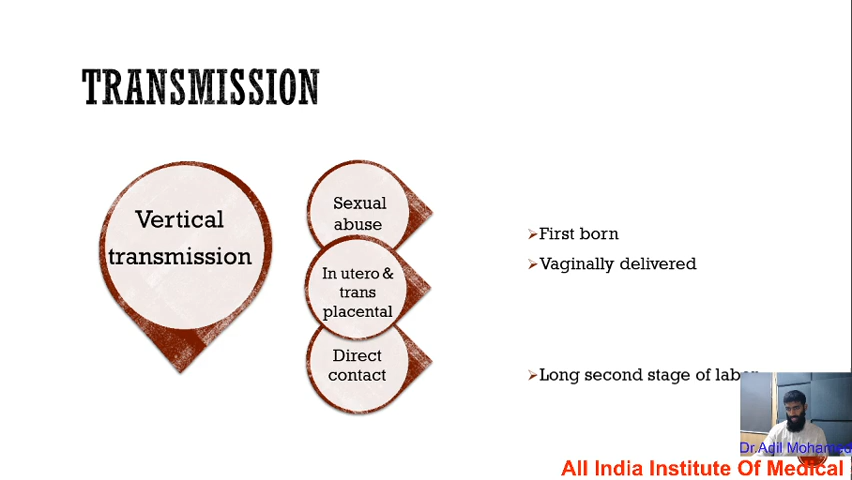 TRANSMISSION
Vertical
transmission
Sexual
abuse
In utero &
trans
placental
Direct
contact
First born
Vaginally delivered
Long second stage of labor
Dr.Adil Mohamed
All India Institute Of Medical